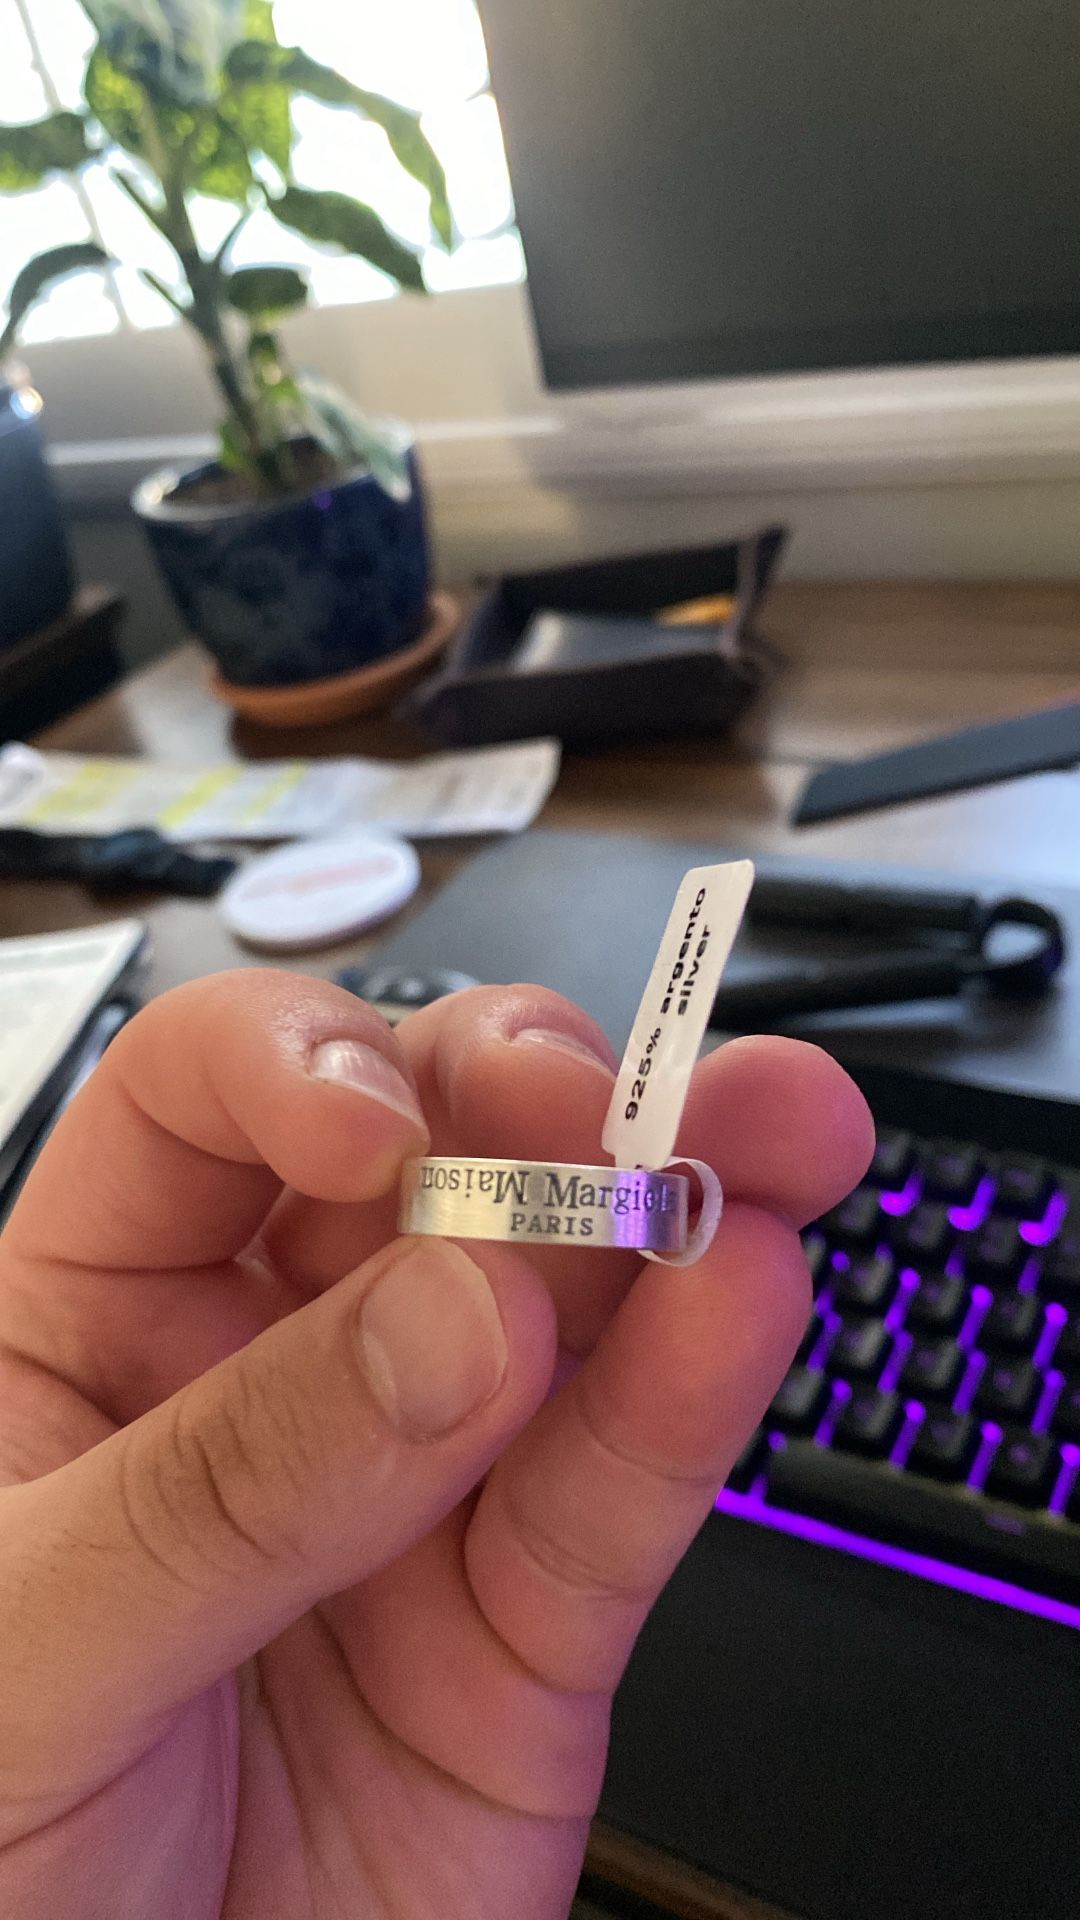 925% argento
silver
Maison Margiela
PARIS